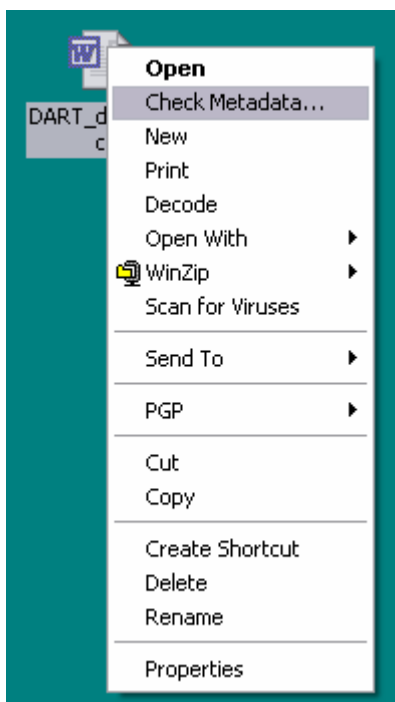 Open
Check Metadata...
DART_d
c
New
Print
Decode
Open With
WinZip
Scan for Viruses
Send To
PGP
Cut
Copy
Create Shortcut
Delete
Rename
Properties